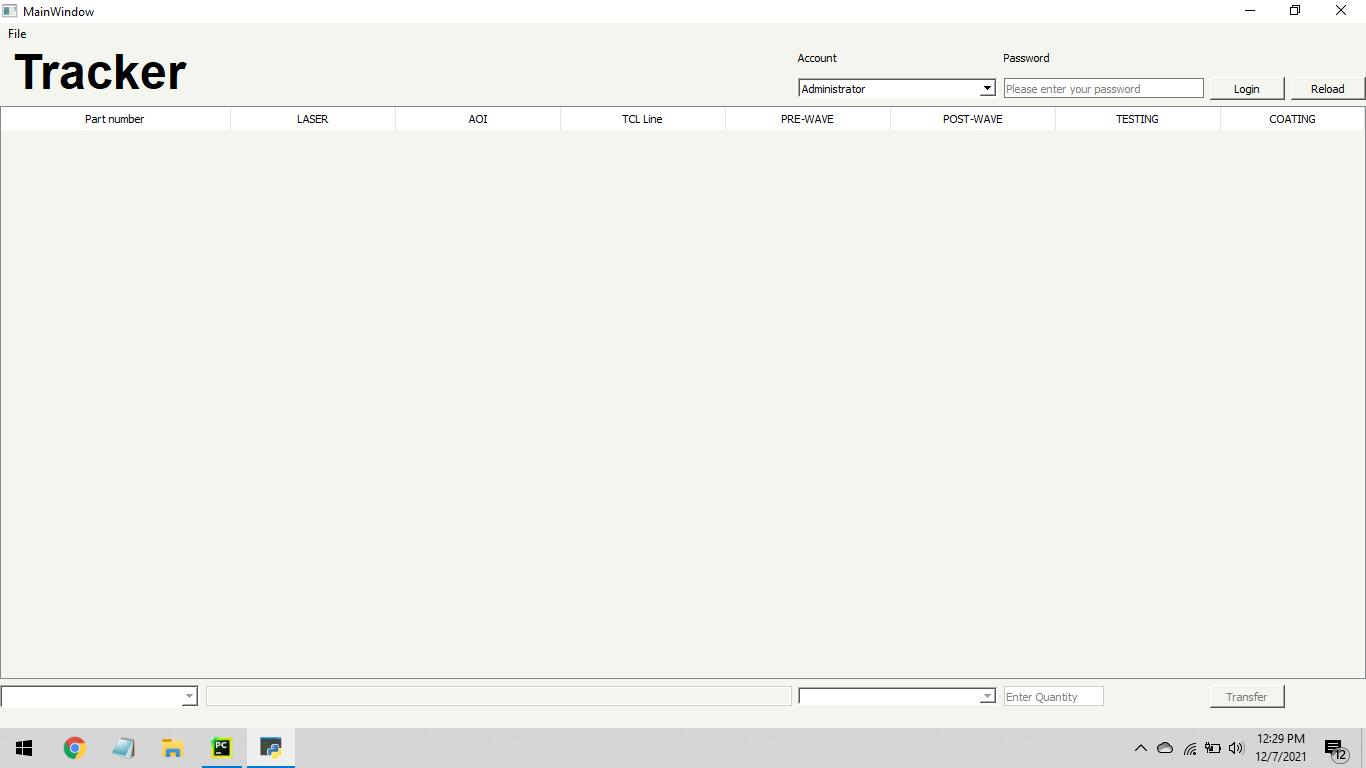 MainWindow
File
Tracker
Account
Password
Administrator
Please enter your password
Login
Reload
Part number
LASER
AOI
TCL Line
PRE-WAVE
POST-WAVE
TESTING
COATING
Enter Quantity
Transfer
PC
12:29 PM
12/7/2021
12